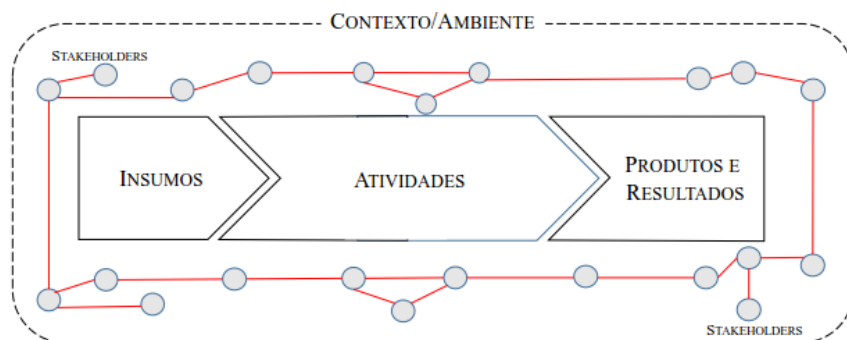 CONTEXTO/AMBIENTE
STAKEHOLDERS
INSUMOS
ATIVIDADES
PRODUTOS E
RESULTADOS
STAKEHOLDERS